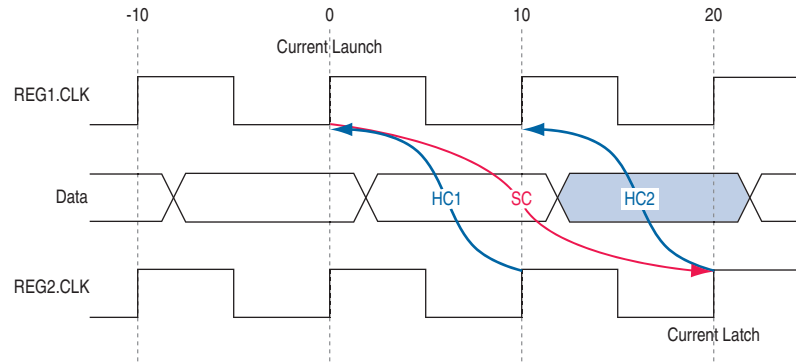 -10 0 10 20
Current Launch
REG1.CLK
Data HC1 SC HC2
REG2.CLK
Current Latch